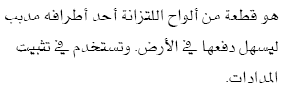 هو قطعة من ألواح اللتزانة أحد أطرافه مدبب
ليسهل دفعها في الأرض. وتستخدم في تثبيت
المدادات.